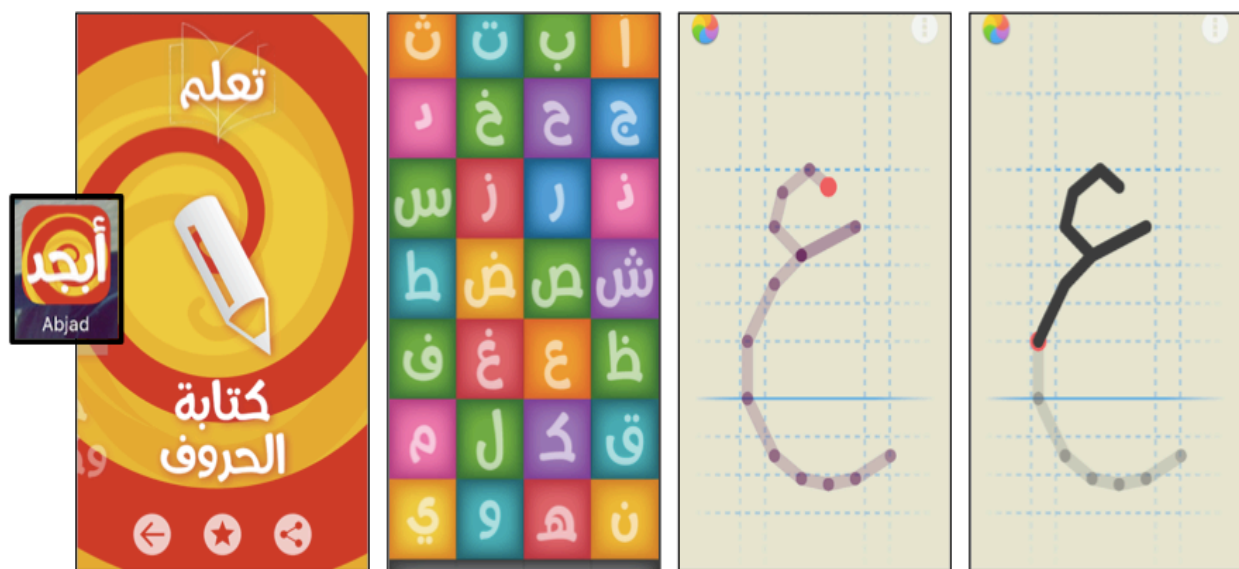 أبجد
Abjad
تعلم
كتابة
الحروف
ا ب ت ث
ج ح خ د
ذ ر ز س
ش ص ض ط
ظ ع غ ف
ق ك ل م
ن هـ و ي
ع
ع